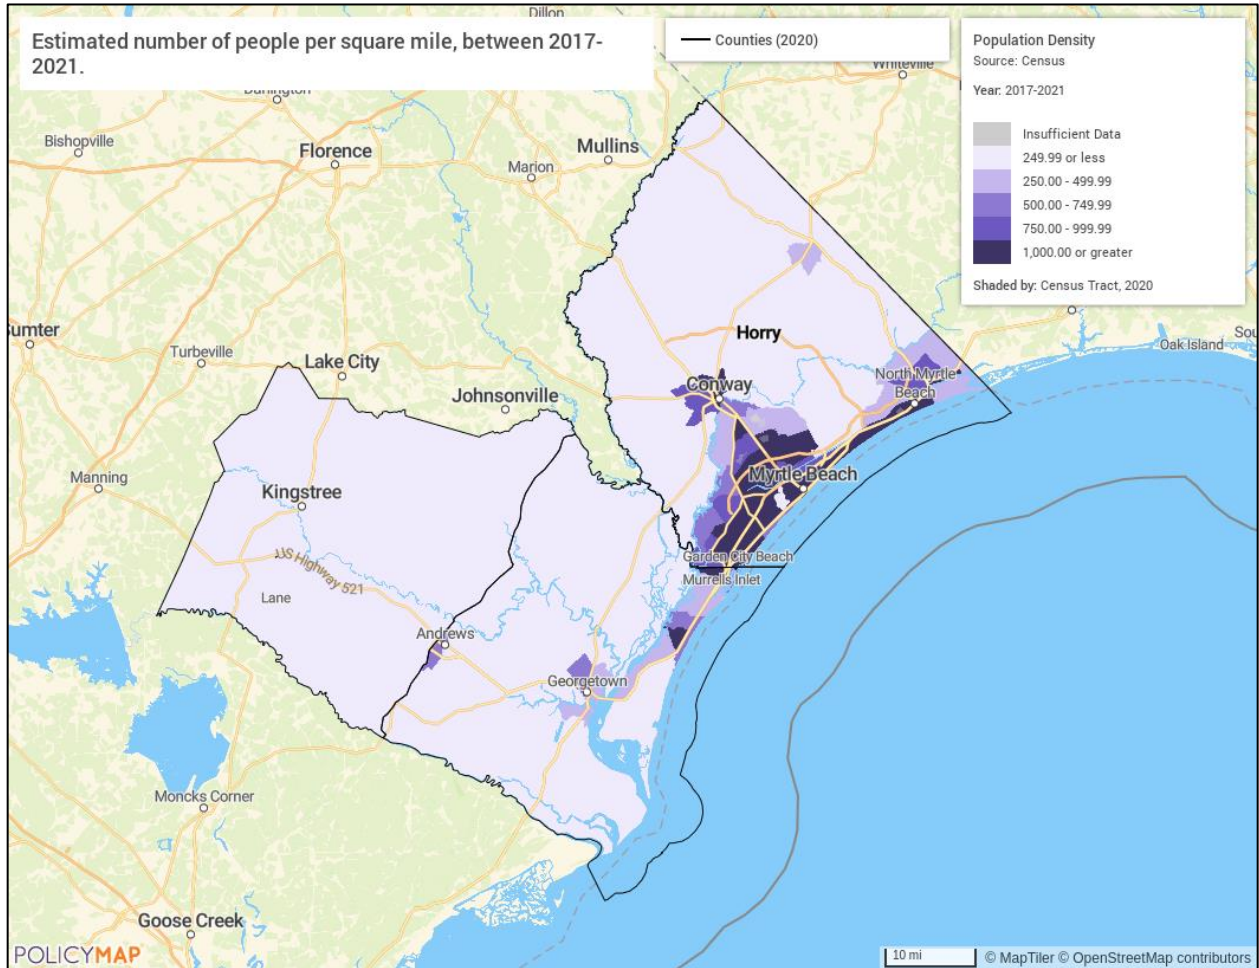 Estimated number of people per square mile, between 2017-
2021.
Counties (2020)
Population Density
Source: Census
Year: 2017-2021
Insufficient Data
249.99 or less
250.00 - 499.99
500.00 - 749.99
750.00 - 999.99
1,000.00 or greater
Shaded by: Census Tract, 2020
Dillon
Whiteville
Darlington
Bishopville
Florence
Mullins
Marion
Sumter
Turbeville
Lake City
Johnsonville
Horry
Conway
North Myrtle
Beach
Oak Island
Sou
Manning
Kingstree
Myrtle Beach
US Highway 521
Lane
Garden City Beach
Murrells Inlet
Andrews
Georgetown
Moncks Corner
Goose Creek
POLICYMAP
10 mi
© MapTiler © OpenStreetMap contributors